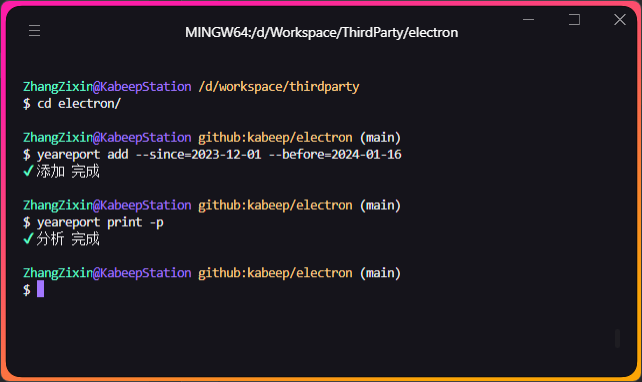 MINGW64:/d/Workspace/ThirdParty/electron
ZhangZixin@KabeepStation /d/workspace/thirdparty
$ cd electron/
ZhangZixin@KabeepStation github:kabeep/electron (main)
$ yeareport add --since=2023-12-01 --before=2024-01-16
✔添加 完成
ZhangZixin@KabeepStation github:kabeep/electron (main)
$ yeareport print -p
✔分析 完成
ZhangZixin@KabeepStation github:kabeep/electron (main)
$